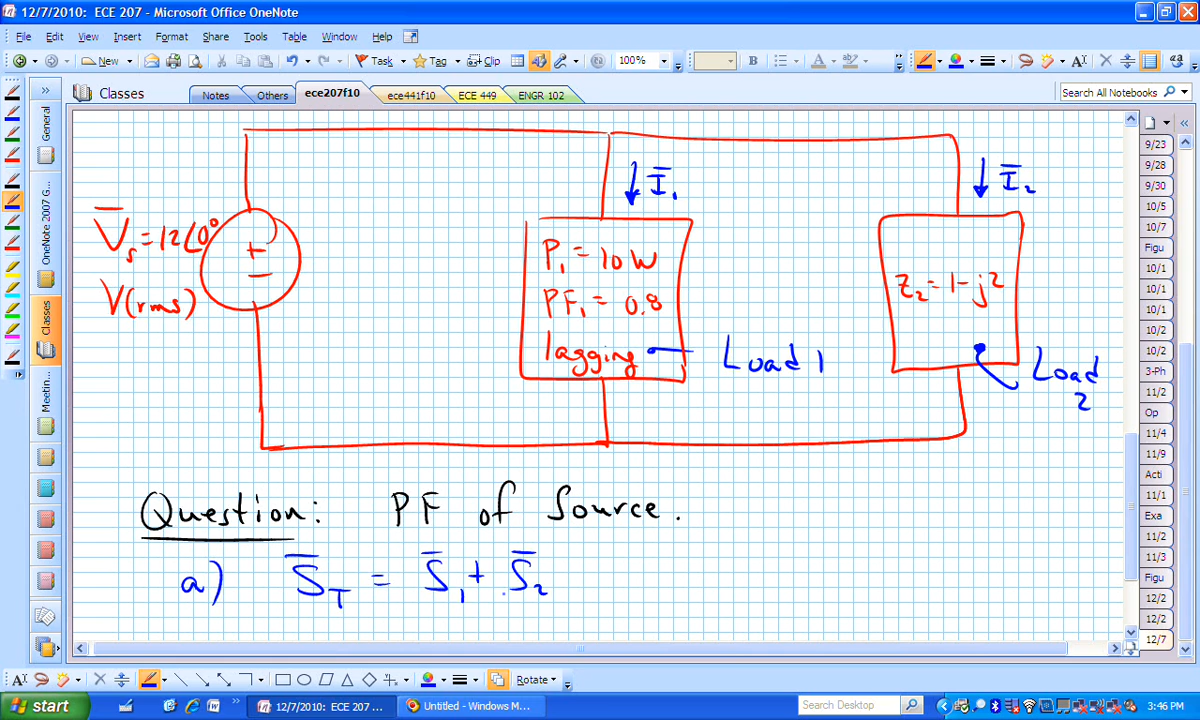 12/7/2010: ECE 207 - Microsoft Office OneNote
File Edit View Insert Format Share Tools Table Window Help
New Task Tag Clip 100% B A
Classes Notes Others ece207f10 ece441f10 ECE 449 ENGR 102 Search All Notebooks
General
OneNote 2007 G...
Classes
Meetin...
V̅s = 12∠0° V(rms)
+
−
I̅₁
P₁ = 10 W
PF₁ = 0.8
lagging
Load 1
I̅₂
Z₂ = 1 - j2
Load 2
Question: PF of Source.
a) S̅T = S̅₁ + S̅₂
9/23
9/28
9/30
10/5
10/7
Figu
10/1
10/1
10/1
10/2
10/2
3-Ph
11/2
Op
11/4
11/9
Acti
11/1
Exa
11/2
11/3
Figu
12/2
12/2
12/7
Rotate
start 12/7/2010: ECE 207 ... Untitled - Windows M... Search Desktop 3:46 PM